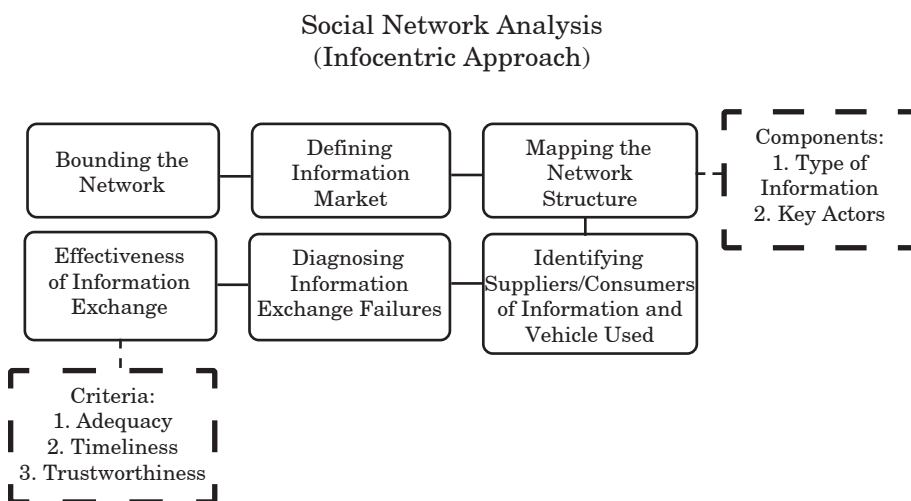 Social Network Analysis
(Infocentric Approach)
Bounding the
Network
Defining
Information
Market
Mapping the
Network
Structure
Components:
1. Type of
Information
2. Key Actors
Effectiveness
of Information
Exchange
Diagnosing
Information
Exchange Failures
Identifying
Suppliers/Consumers
of Information and
Vehicle Used
Criteria:
1. Adequacy
2. Timeliness
3. Trustworthiness